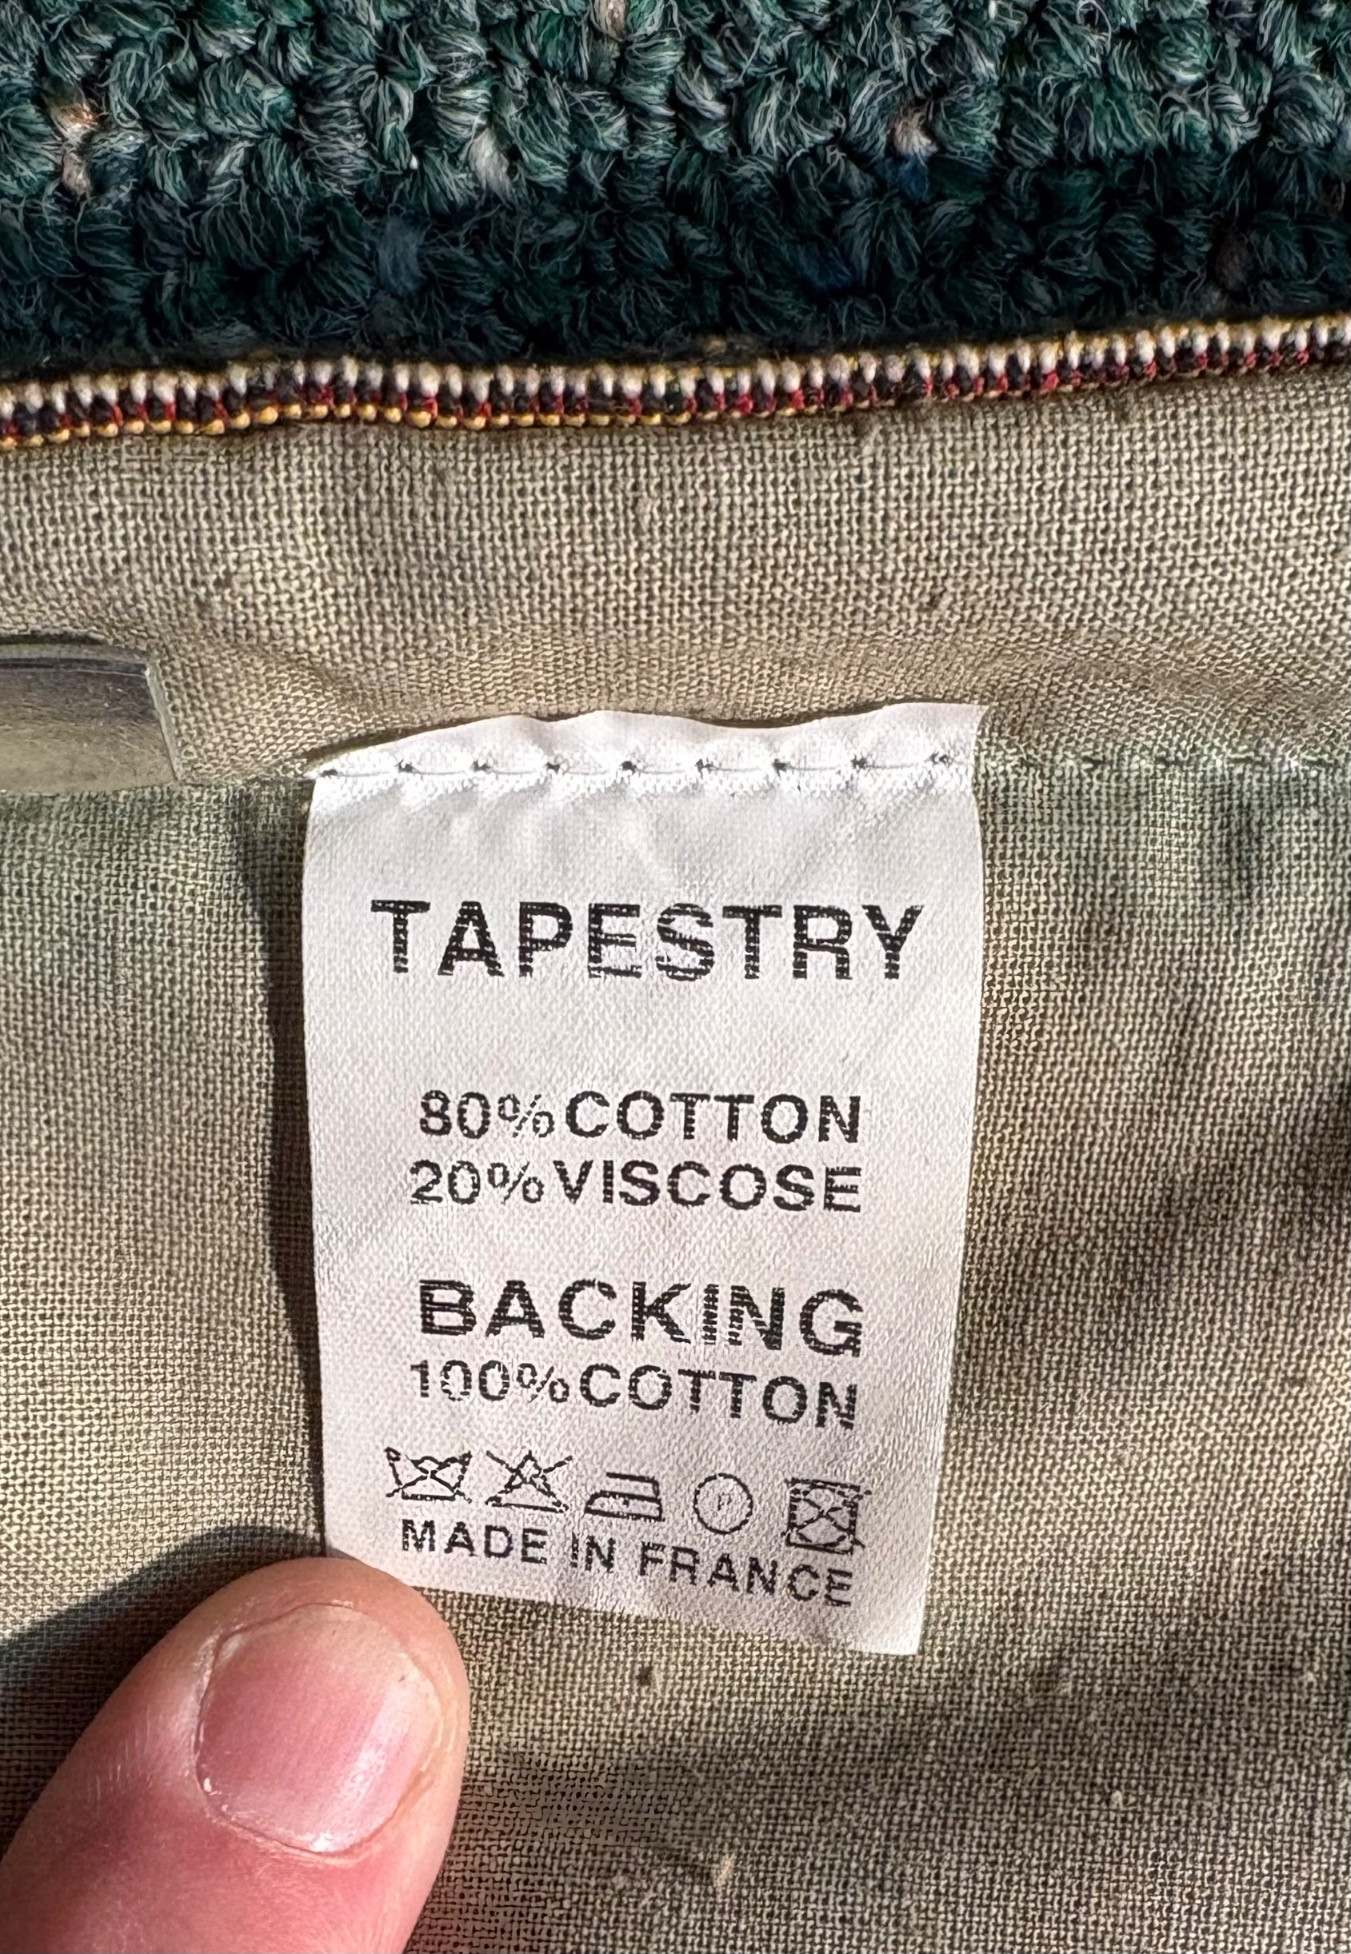 TAPESTRY
80% COTTON
20% VISCOSE
BACKING
100% COTTON
P
MADE IN FRANCE